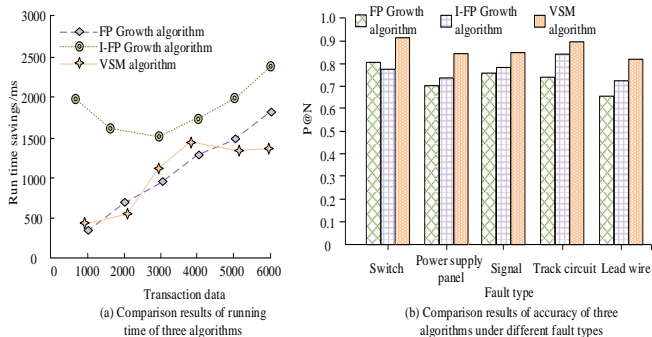 3000
2500
2000
1500
1000
500
0
Run time savings/ms
FP Growth algorithm
I-FP Growth algorithm
VSM algorithm
0 1000 2000 3000 4000 5000 6000
Transaction data
(a) Comparison results of running
time of three algorithms
1.0
0.9
0.8
0.7
0.6
0.5
0.4
0.3
0.2
0.1
0
P@N
FP Growth I-FP Growth VSM
algorithm algorithm algorithm
Switch Power supply panel Signal Track circuit Lead wire
Fault type
(b) Comparison results of accuracy of three
algorithms under different fault types